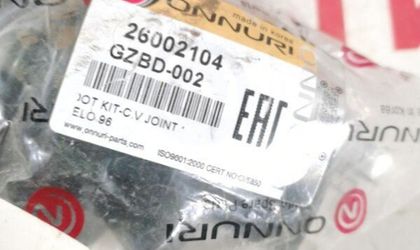 ONNURI
made in korea
26002104
GZBD-002
OOT KIT-C.V JOINT
ELO 96
www.onnuri-parts.com
ISO9001:2000 CERT NO
EAC
ONNURI